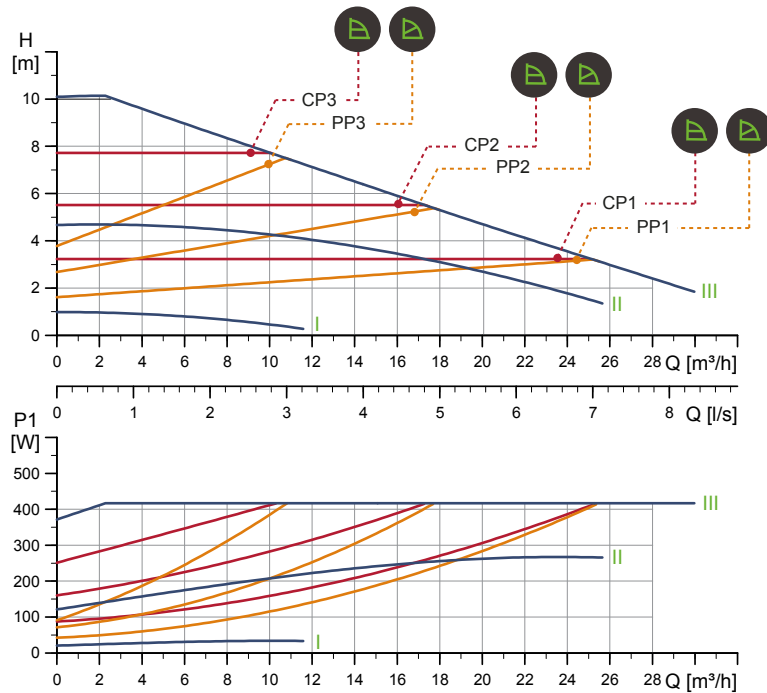 H
[m]
10
8
6
4
2
0
CP3
PP3
CP2
PP2
CP1
PP1
III
II
I
0 2 4 6 8 10 12 14 16 18 20 22 24 26 28 Q [m³/h]
0 1 2 3 4 5 6 7 8 Q [l/s]
P1
[W]
500
400
300
200
100
0
III
II
I
0 2 4 6 8 10 12 14 16 18 20 22 24 26 28 Q [m³/h]